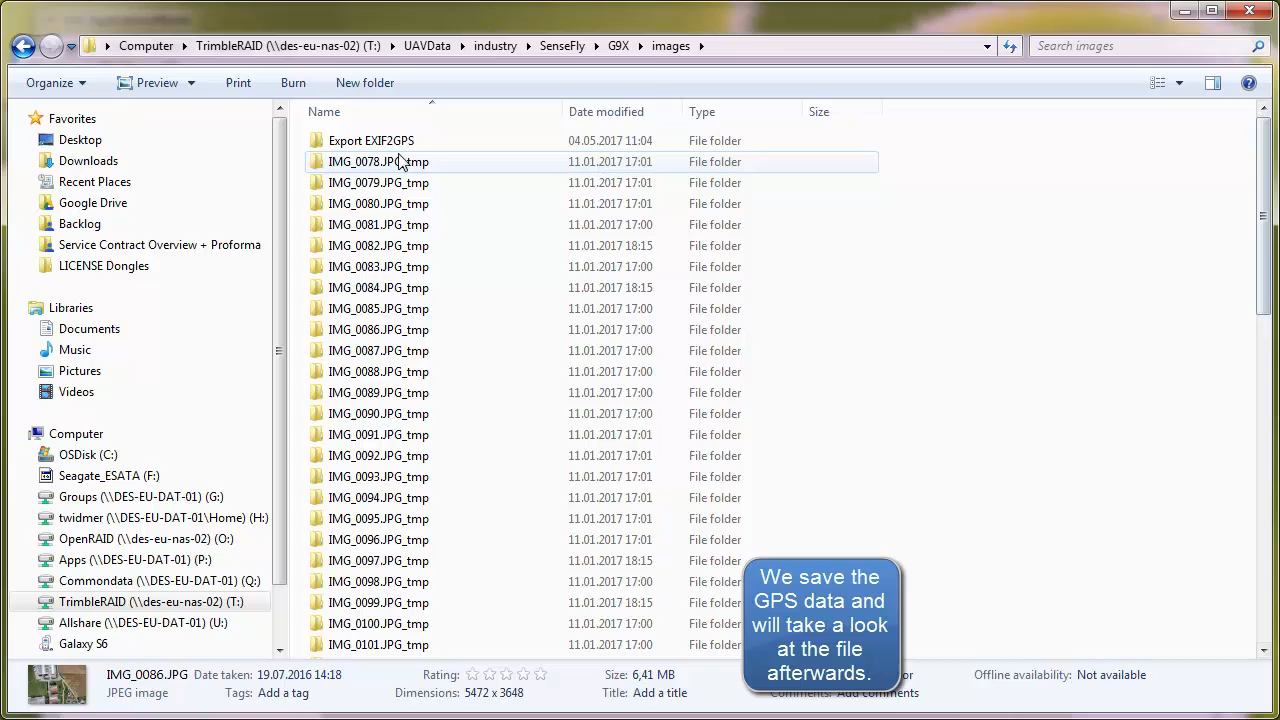 Computer TrimbleRAID (\\des-eu-nas-02) (T:) UAVData industry SenseFly G9X images Search images
Organize Preview Print Burn New folder
Name Date modified Type Size
Favorites
Desktop
Downloads
Recent Places
Google Drive
Backlog
Service Contract Overview + Proforma
LICENSE Dongles
Libraries
Documents
Music
Pictures
Videos
Computer
OSDisk (C:)
Seagate_ESATA (F:)
Groups (\\DES-EU-DAT-01) (G:)
twidmer (\\DES-EU-DAT-01\Home) (H:)
OpenRAID (\\des-eu-nas-02) (O:)
Apps (\\DES-EU-DAT-01) (P:)
Commondata (\\DES-EU-DAT-01) (Q:)
TrimbleRAID (\\des-eu-nas-02) (T:)
Allshare (\\DES-EU-DAT-01) (U:)
Galaxy S6
Export EXIF2GPS 04.05.2017 11:04 File folder
IMG_0078.JPG_tmp 11.01.2017 17:01 File folder
IMG_0079.JPG_tmp 11.01.2017 17:01 File folder
IMG_0080.JPG_tmp 11.01.2017 17:01 File folder
IMG_0081.JPG_tmp 11.01.2017 17:00 File folder
IMG_0082.JPG_tmp 11.01.2017 18:15 File folder
IMG_0083.JPG_tmp 11.01.2017 17:00 File folder
IMG_0084.JPG_tmp 11.01.2017 18:15 File folder
IMG_0085.JPG_tmp 11.01.2017 17:00 File folder
IMG_0086.JPG_tmp 11.01.2017 17:00 File folder
IMG_0087.JPG_tmp 11.01.2017 17:00 File folder
IMG_0088.JPG_tmp 11.01.2017 17:00 File folder
IMG_0089.JPG_tmp 11.01.2017 17:00 File folder
IMG_0090.JPG_tmp 11.01.2017 17:00 File folder
IMG_0091.JPG_tmp 11.01.2017 17:01 File folder
IMG_0092.JPG_tmp 11.01.2017 17:01 File folder
IMG_0093.JPG_tmp 11.01.2017 17:01 File folder
IMG_0094.JPG_tmp 11.01.2017 17:01 File folder
IMG_0095.JPG_tmp 11.01.2017 17:01 File folder
IMG_0096.JPG_tmp 11.01.2017 17:01 File folder
IMG_0097.JPG_tmp 11.01.2017 18:15 File folder
IMG_0098.JPG_tmp 11.01.2017 17:00 File folder
IMG_0099.JPG_tmp 11.01.2017 18:15 File folder
IMG_0100.JPG_tmp 11.01.2017 17:00 File folder
IMG_0101.JPG_tmp 11.01.2017 17:00 File folder
We save the
GPS data and
will take a look
at the file
afterwards.
IMG_0086.JPG Date taken: 19.07.2016 14:18 Rating: Size: 6,41 MB Offline availability: Not available
JPEG image Tags: Add a tag Dimensions: 5472 x 3648 Title: Add a title Comments: Add comments